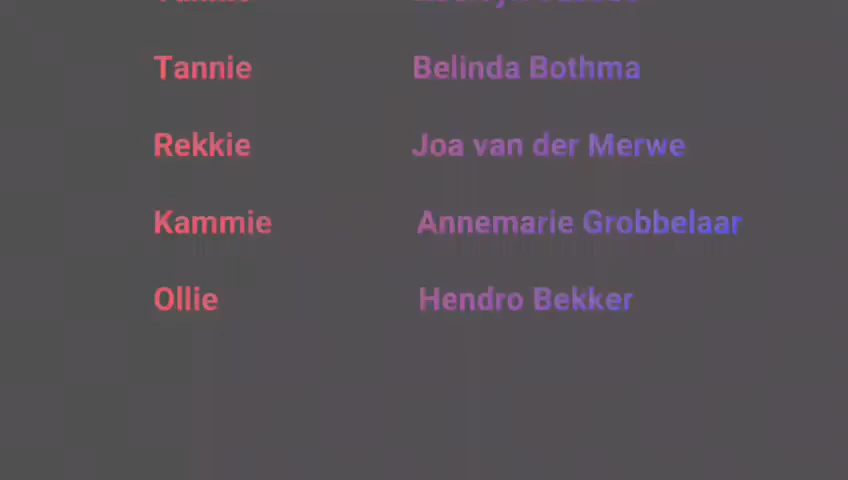 Tannie Belinda Bothma
Rekkie Joa van der Merwe
Kammie Annemarie Grobbelaar
Ollie Hendro Bekker